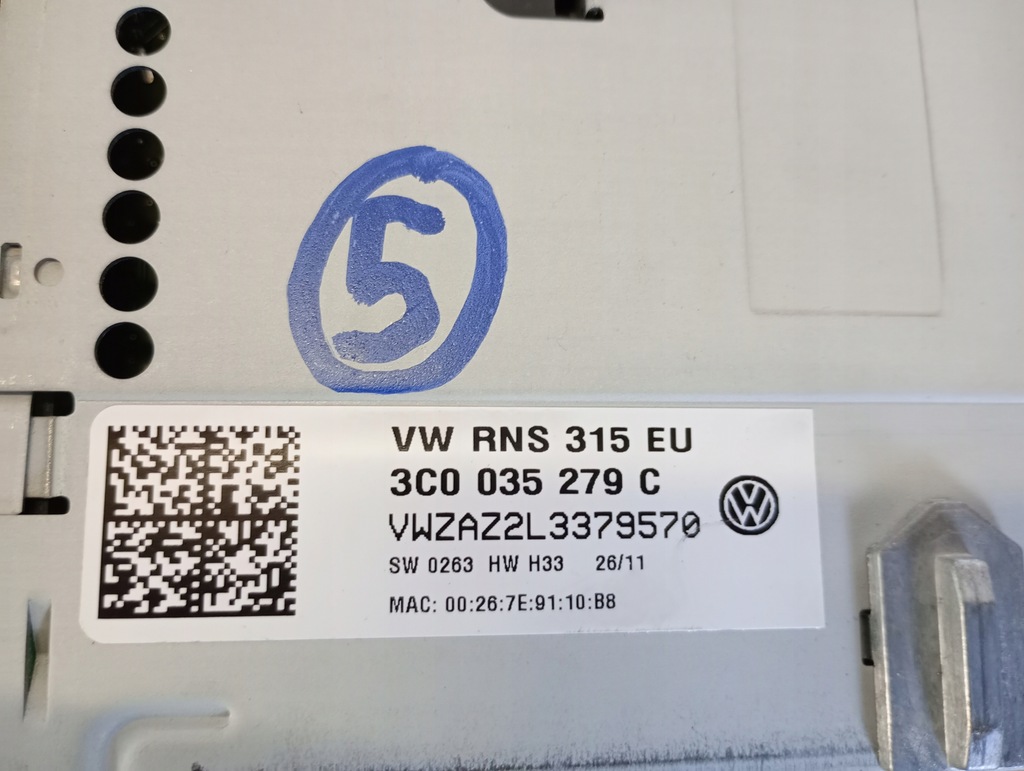 5
VW RNS 315 EU
3C0 035 279 C
VWZAZ2L3379570
SW 0263 HW H33 26/11
MAC: 00:26:7E:91:10:B8